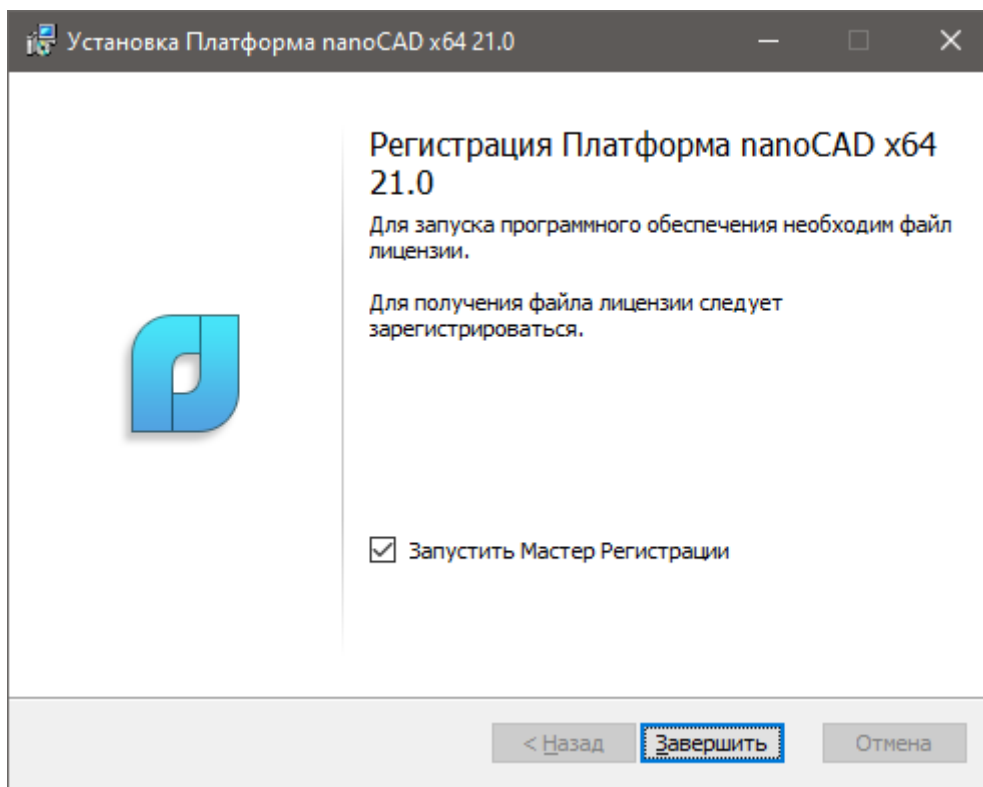 Установка Платформа nanoCAD x64 21.0
Регистрация Платформа nanoCAD x64
21.0
Для запуска программного обеспечения необходим файл
лицензии.
Для получения файла лицензии следует
зарегистрироваться.
Запустить Мастер Регистрации
< Назад
Завершить
Отмена